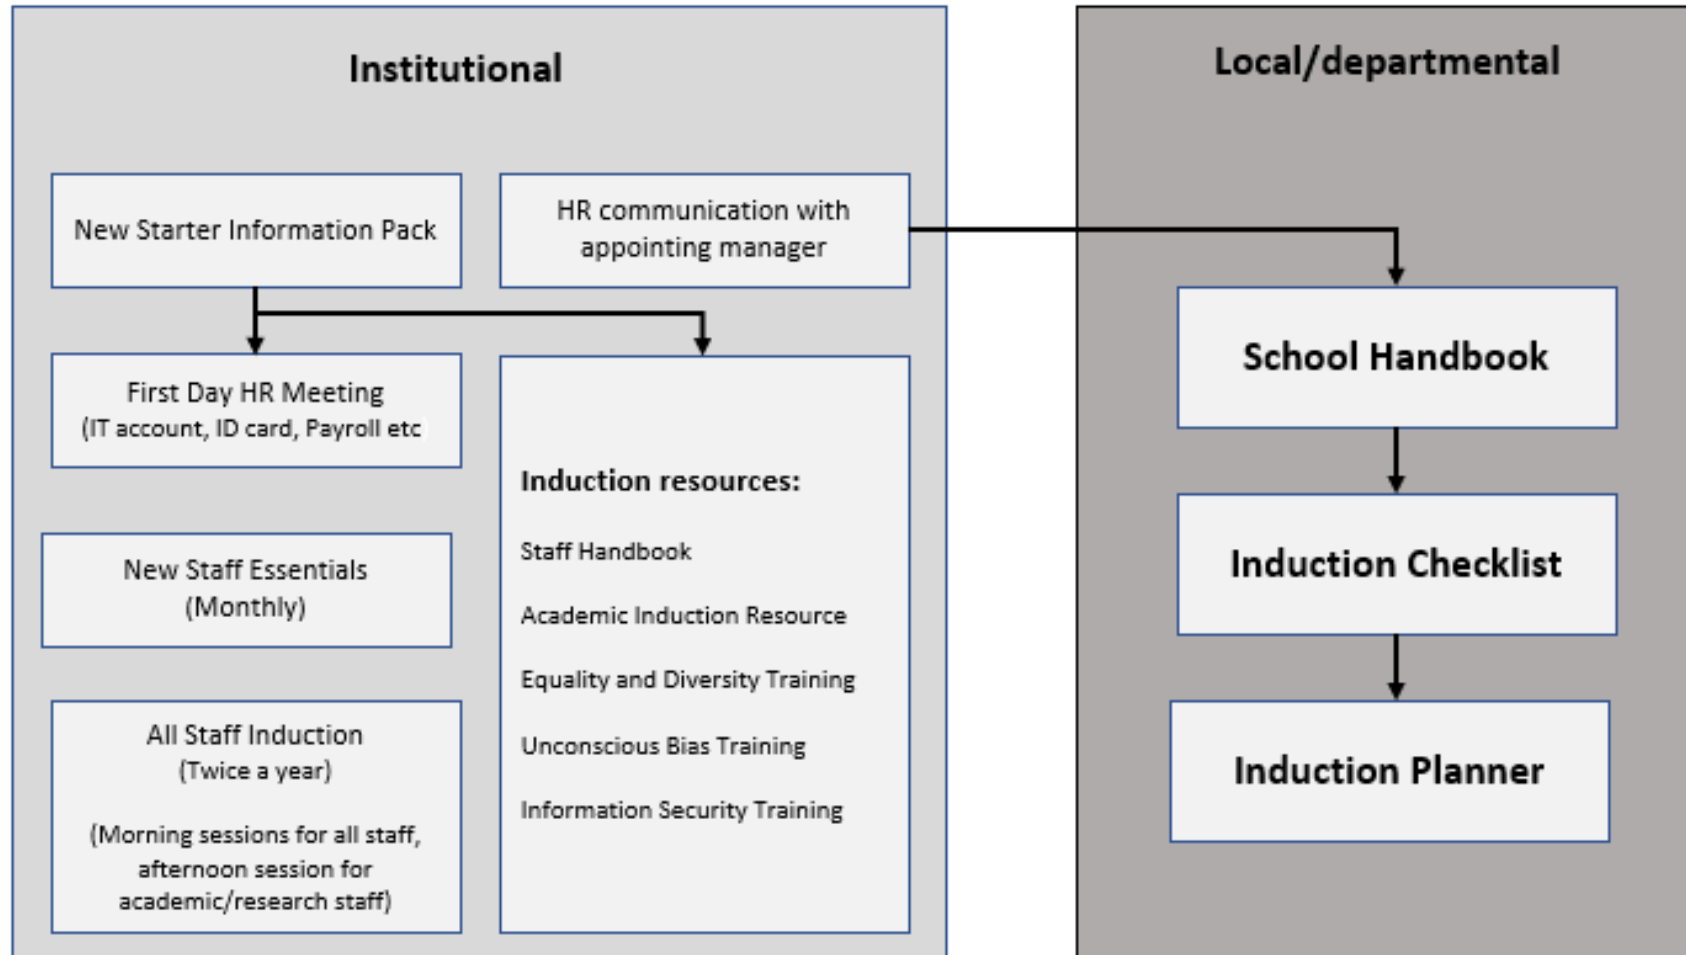 Institutional
New Starter Information Pack
HR communication with
appointing manager
First Day HR Meeting
(IT account, ID card, Payroll etc
New Staff Essentials
(Monthly)
All Staff Induction
(Twice a year)
(Morning sessions for all staff,
afternoon session for
academic/research staff)
Induction resources:
Staff Handbook
Academic Induction Resource
Equality and Diversity Training
Unconscious Bias Training
Information Security Training
Local/departmental
School Handbook
Induction Checklist
Induction Planner